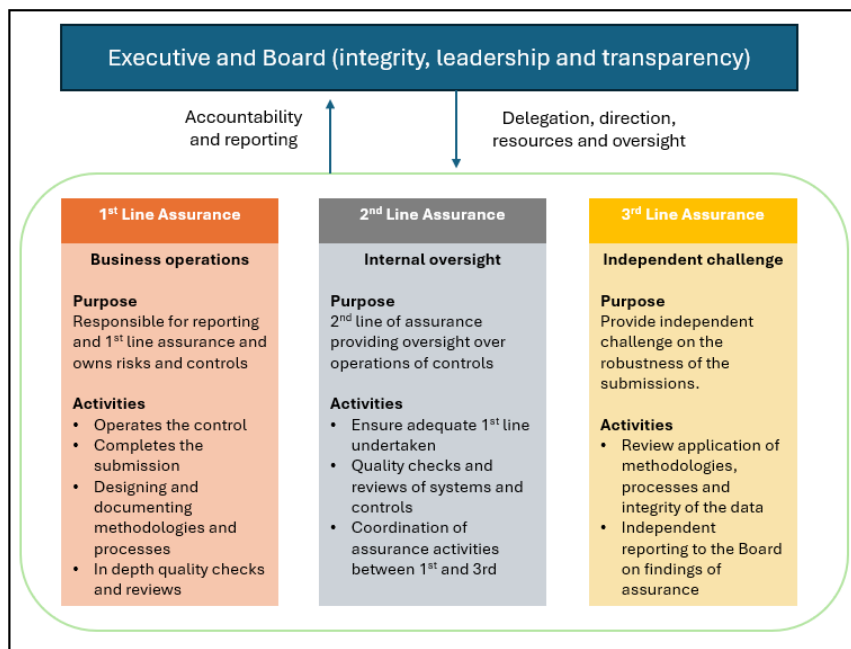 Executive and Board (integrity, leadership and transparency)
Accountability
and reporting
Delegation, direction,
resources and oversight
1st Line Assurance
Business operations
Purpose
Responsible for reporting
and 1st line assurance and
owns risks and controls
Activities
• Operates the control
• Completes the
submission
• Designing and
documenting
methodologies and
processes
• In depth quality checks
and reviews
2nd Line Assurance
Internal oversight
Purpose
2nd line of assurance
providing oversight over
operations of controls
Activities
• Ensure adequate 1st line
undertaken
• Quality checks and
reviews of systems and
controls
• Coordination of
assurance activities
between 1st and 3rd
3rd Line Assurance
Independent challenge
Purpose
Provide independent
challenge on the
robustness of the
submissions.
Activities
• Review application of
methodologies,
processes and
integrity of the data
• Independent
reporting to the Board
on findings of
assurance